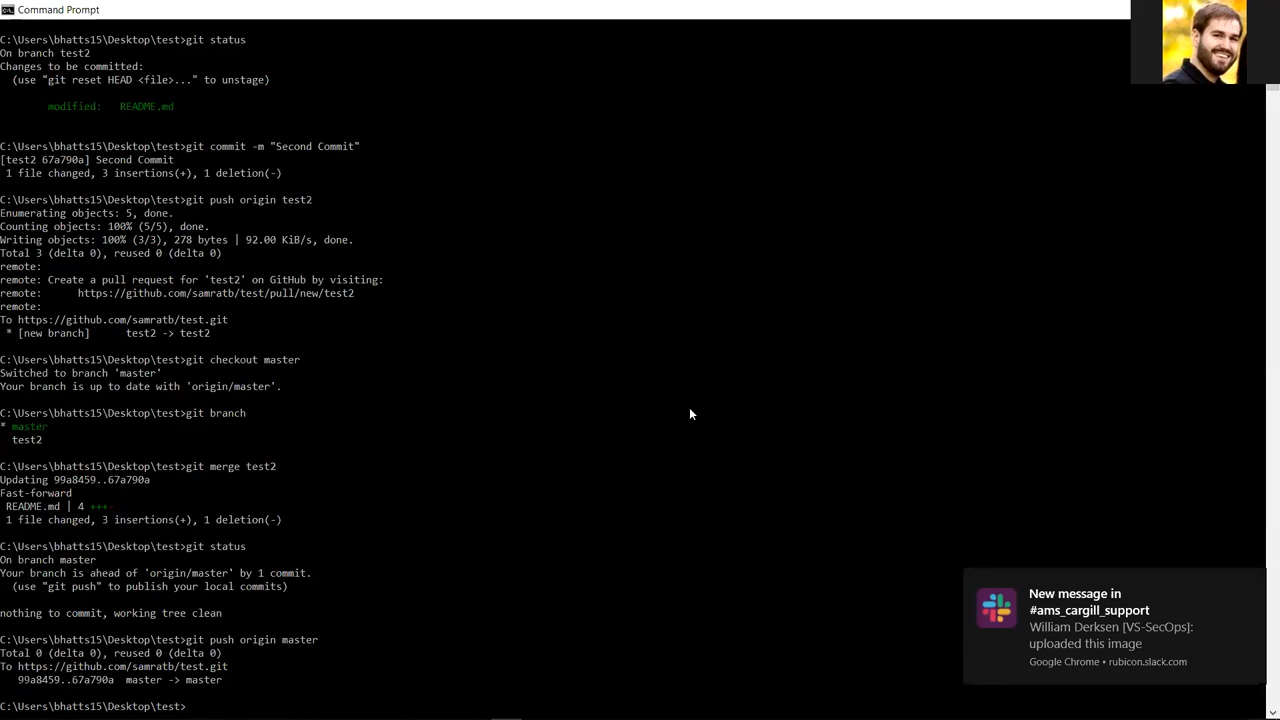 Command Prompt
C:\Users\bhatts15\Desktop\test>git status
On branch test2
Changes to be committed:
(use "git reset HEAD <file>..." to unstage)
modified: README.md
C:\Users\bhatts15\Desktop\test>git commit -m "Second Commit"
[test2 67a790a] Second Commit
1 file changed, 3 insertions(+), 1 deletion(-)
C:\Users\bhatts15\Desktop\test>git push origin test2
Enumerating objects: 5, done.
Counting objects: 100% (5/5), done.
Writing objects: 100% (3/3), 278 bytes | 92.00 KiB/s, done.
Total 3 (delta 0), reused 0 (delta 0)
remote:
remote: Create a pull request for 'test2' on GitHub by visiting:
remote: https://github.com/samratb/test/pull/new/test2
remote:
To https://github.com/samratb/test.git
* [new branch] test2 -> test2
C:\Users\bhatts15\Desktop\test>git checkout master
Switched to branch 'master'
Your branch is up to date with 'origin/master'.
C:\Users\bhatts15\Desktop\test>git branch
* master
test2
C:\Users\bhatts15\Desktop\test>git merge test2
Updating 99a8459..67a790a
Fast-forward
README.md | 4 +++-
1 file changed, 3 insertions(+), 1 deletion(-)
C:\Users\bhatts15\Desktop\test>git status
On branch master
Your branch is ahead of 'origin/master' by 1 commit.
(use "git push" to publish your local commits)
nothing to commit, working tree clean
C:\Users\bhatts15\Desktop\test>git push origin master
Total 0 (delta 0), reused 0 (delta 0)
To https://github.com/samratb/test.git
99a8459..67a790a master -> master
C:\Users\bhatts15\Desktop\test>
New message in
#ams_cargill_support
William Derksen [VS-SecOps]:
uploaded this image
Google Chrome • rubicon.slack.com